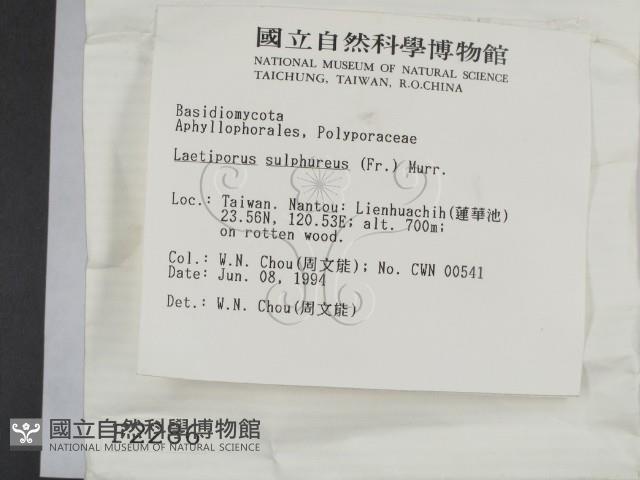 國立自然科學博物館
NATIONAL MUSEUM OF NATURAL SCIENCE
TAICHUNG, TAIWAN, R.O.CHINA
Basidiomycota
Aphyllophorales, Polyporaceae
Laetiporus sulphureus (Fr.) Murr.
Loc.: Taiwan. Nantou: Lienhuachih(蓮華池)
23.56N, 120.53E; alt. 700m;
on rotten wood.
Col.: W.N. Chou(周文能); No. CWN 00541
Date: Jun. 08, 1994
Det.: W.N. Chou(周文能)
國立自然科學博物館
NATIONAL MUSEUM OF NATURAL SCIENCE